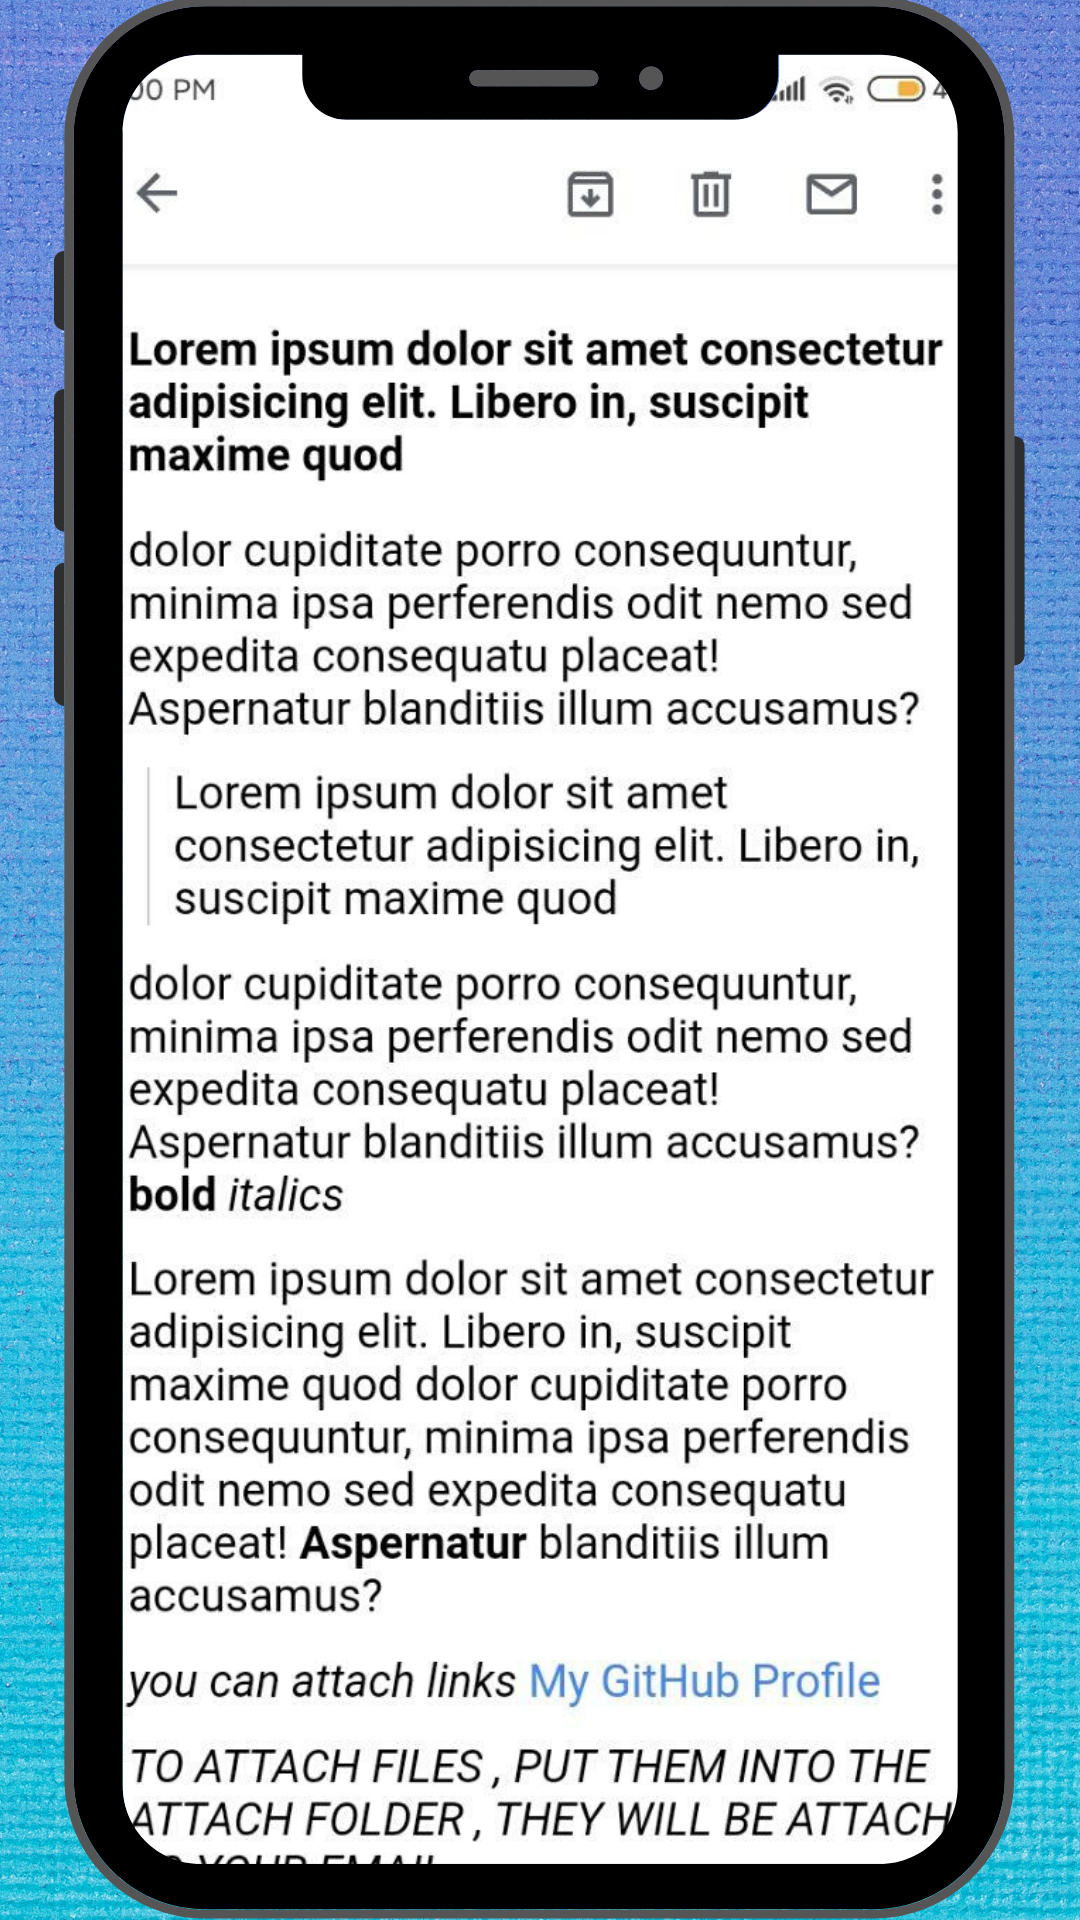 00 PM 4
Lorem ipsum dolor sit amet consectetur
adipisicing elit. Libero in, suscipit
maxime quod
dolor cupiditate porro consequuntur,
minima ipsa perferendis odit nemo sed
expedita consequatu placeat!
Aspernatur blanditiis illum accusamus?
Lorem ipsum dolor sit amet
consectetur adipisicing elit. Libero in,
suscipit maxime quod
dolor cupiditate porro consequuntur,
minima ipsa perferendis odit nemo sed
expedita consequatu placeat!
Aspernatur blanditiis illum accusamus?
bold italics
Lorem ipsum dolor sit amet consectetur
adipisicing elit. Libero in, suscipit
maxime quod dolor cupiditate porro
consequuntur, minima ipsa perferendis
odit nemo sed expedita consequatu
placeat! Aspernatur blanditiis illum
accusamus?
you can attach links My GitHub Profile
TO ATTACH FILES , PUT THEM INTO THE
ATTACH FOLDER , THEY WILL BE ATTACH
YOUR EMAIL